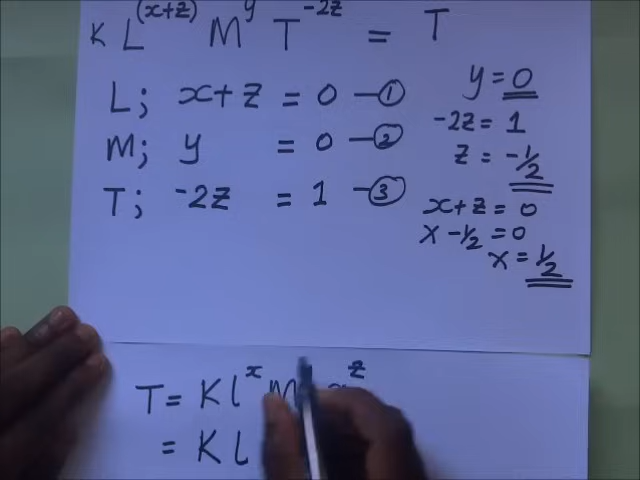 K L^(x+z) M^y T^-2z = T
L; x+z = 0 —①
M; y = 0 —②
T; -2z = 1 —③
y = 0
-2z = 1
z = -1/2
x+z = 0
x - 1/2 = 0
x = 1/2
T = K l^x M z
= K l